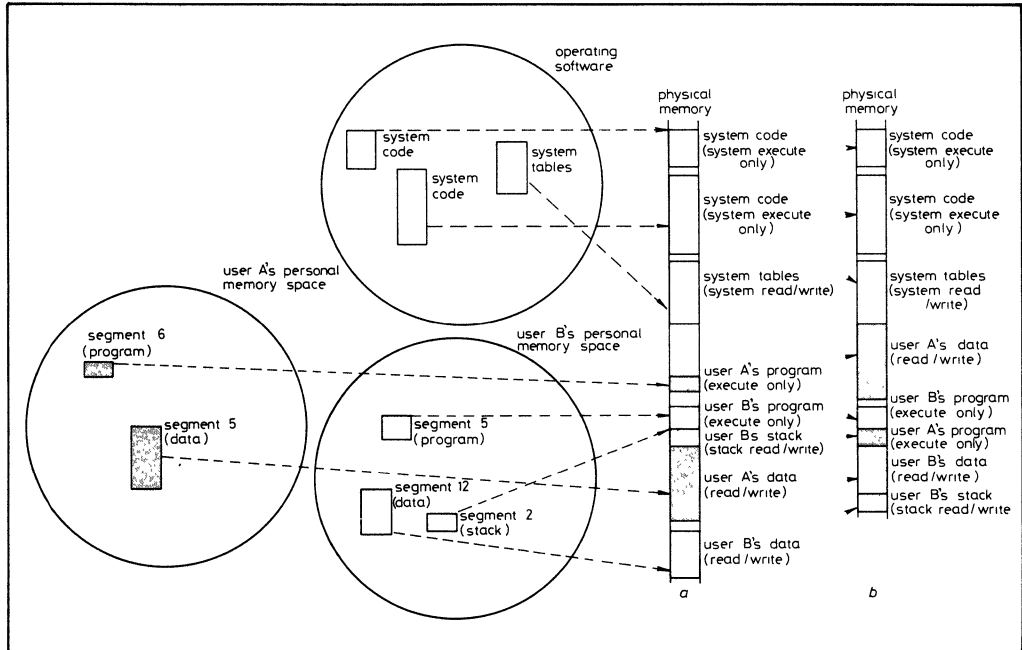 operating
software
system
code
system
code
system
tables
user A's personal
memory space
segment 6
(program)
segment 5
(data)
user B's personal
memory space
segment 5
(program)
segment 12
(data)
segment 2
(stack)
physical
memory
system code
(system execute
only)
system code
(system execute
only)
system tables
(system read/write)
user A's program
(execute only)
user B's program
(execute only)
user B's stack
(stack read/write)
user A's data
(read/write)
user B's data
(read/write)
a
physical
memory
system code
(system execute
only)
system code
(system execute
only)
system tables
(system read
/write)
user A's data
(read/write)
user B's program
(execute only)
user A's program
(execute only)
user B's data
(read/write)
user B's stack
(stack read/write
b